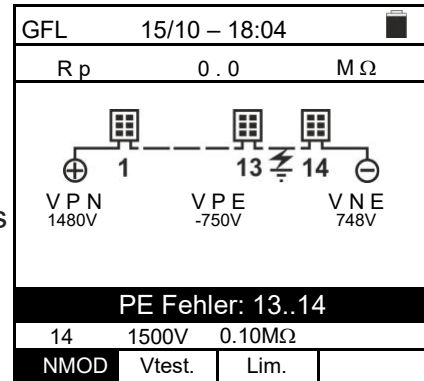 GFL 15/10 – 18:04
R p 0 . 0 M Ω
1 13 14
V P N V P E V N E
1480V -750V 748V
s
PE Fehler: 13..14
14 1500V 0.10MΩ
NMOD Vtest. Lim.